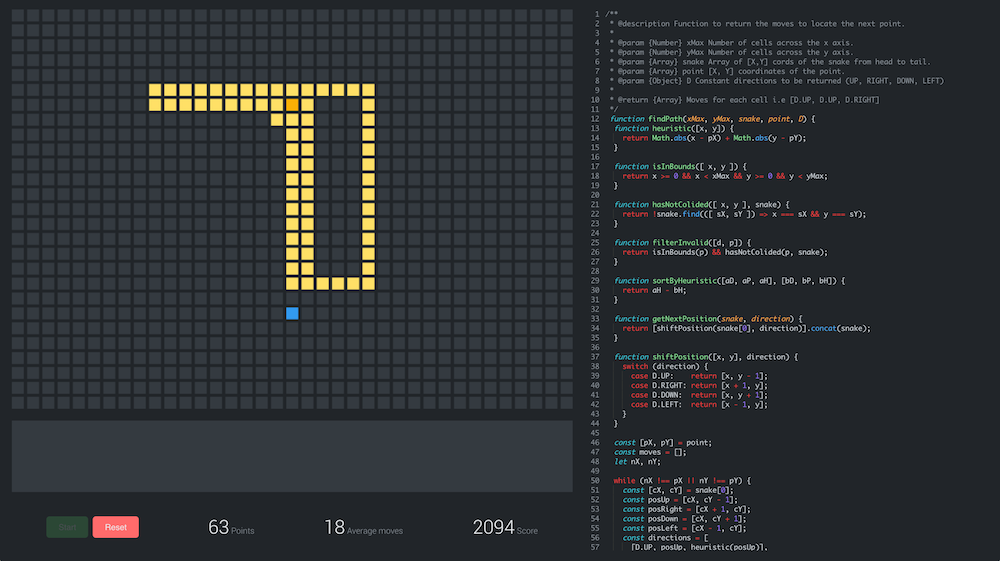 Start Reset 63 Points 18 Average moves 2094 Score
1 /**
2 * @description Function to return the moves to locate the next point.
3 *
4 * @param {Number} xMax Number of cells across the x axis.
5 * @param {Number} yMax Number of cells across the y axis.
6 * @param {Array} snake Array of [X,Y] cords of the snake from head to tail.
7 * @param {Array} point [X, Y] coordinates of the point.
8 * @param {Object} D Constant directions to be returned (UP, RIGHT, DOWN, LEFT)
9 *
10 * @return {Array} Moves for each cell i.e [D.UP, D.UP, D.RIGHT]
11 */
12 function findPath(xMax, yMax, snake, point, D) {
13 function heuristic([x, y]) {
14 return Math.abs(x - pX) + Math.abs(y - pY);
15 }
16
17 function isInBounds([ x, y ]) {
18 return x >= 0 && x < xMax && y >= 0 && y < yMax;
19 }
20
21 function hasNotColided([ x, y ], snake) {
22 return !snake.find(([ sX, sY ]) => x === sX && y === sY);
23 }
24
25 function filterInvalid([d, p]) {
26 return isInBounds(p) && hasNotColided(p, snake);
27 }
28
29 function sortByHeuristic([aD, aP, aH], [bD, bP, bH]) {
30 return aH - bH;
31 }
32
33 function getNextPosition(snake, direction) {
34 return [shiftPosition(snake[0], direction)].concat(snake);
35 }
36
37 function shiftPosition([x, y], direction) {
38 switch (direction) {
39 case D.UP: return [x, y - 1];
40 case D.RIGHT: return [x + 1, y];
41 case D.DOWN: return [x, y + 1];
42 case D.LEFT: return [x - 1, y];
43 }
44 }
45
46 const [pX, pY] = point;
47 const moves = [];
48 let nX, nY;
49
50 while (nX !== pX || nY !== pY) {
51 const [cX, cY] = snake[0];
52 const posUp = [cX, cY - 1];
53 const posRight = [cX + 1, cY];
54 const posDown = [cX, cY + 1];
55 const posLeft = [cX - 1, cY];
56 const directions = [
57 [D.UP, posUp, heuristic(posUp)],